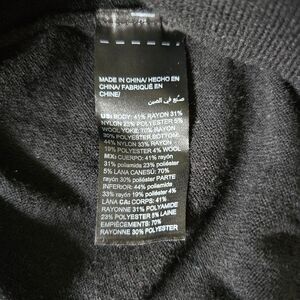 MADE IN CHINA/ HECHO EN
CHINA/ FABRIQUÉ EN
CHINE/
صنع في الصين
US: BODY: 41% RAYON 31%
NYLON 23% POLYESTER 5%
WOOL YOKE: 70% RAYON
30% POLYESTER BOTTOM:
44% NYLON 33% RAYON
19% POLYESTER 4% WOOL
MX: CUERPO: 41% rayón
31% poliamida 23% poliéster
5% LANA CANESÚ: 70%
rayón 30% poliéster PARTE
INFERIOR: 44% poliamida
33% rayón 19% poliéster 4%
LANA CA: CORPS: 41%
RAYONNE 31% POLYAMIDE
23% POLYESTER 5% LAINE
EMPIÈCEMENTS: 70%
RAYONNE 30% POLYESTER